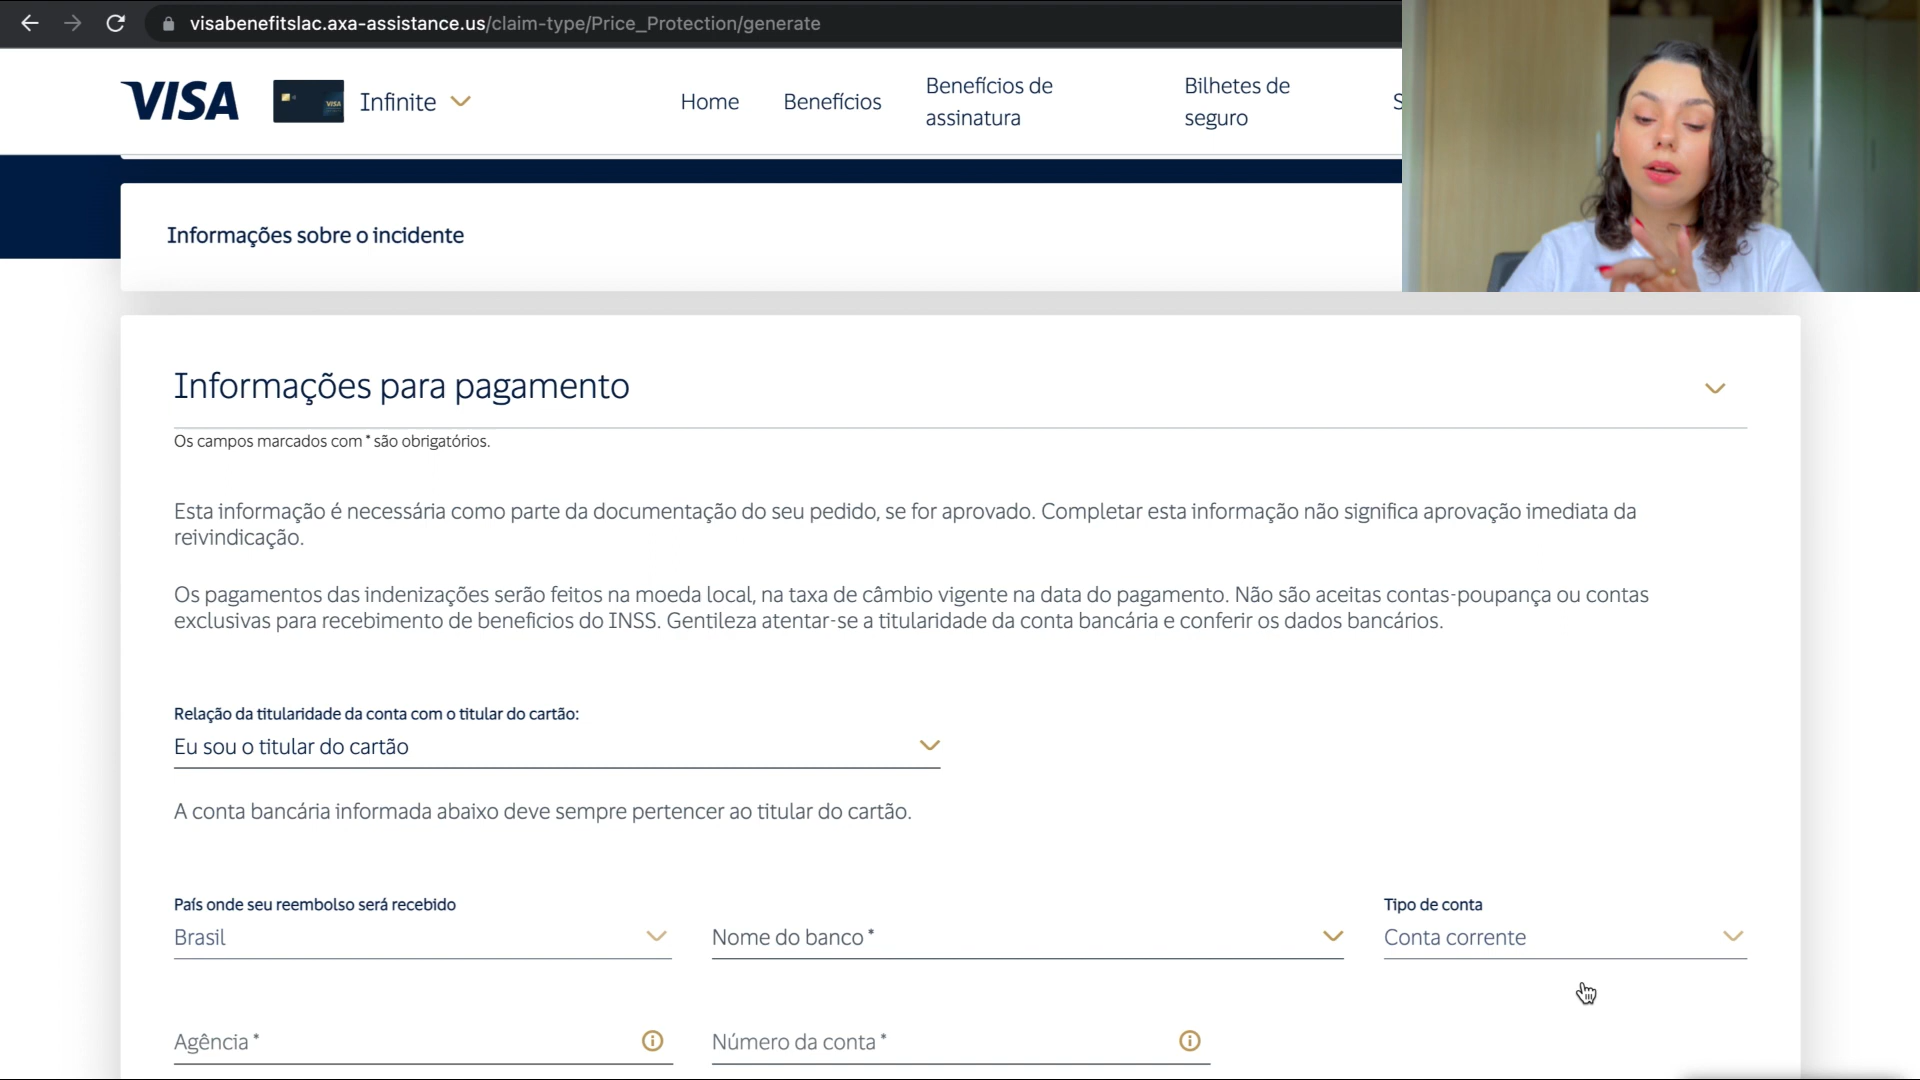 visabenefitslac.axa-assistance.us/claim-type/Price_Protection/generate
VISA
VISA
Infinite
Home
Benefícios
Benefícios de
assinatura
Bilhetes de
seguro
S
Informações sobre o incidente
Informações para pagamento
Os campos marcados com * são obrigatórios.
Esta informação é necessária como parte da documentação do seu pedido, se for aprovado. Completar esta informação não significa aprovação imediata da
reivindicação.
Os pagamentos das indenizações serão feitos na moeda local, na taxa de câmbio vigente na data do pagamento. Não são aceitas contas-poupança ou contas
exclusivas para recebimento de beneficios do INSS. Gentileza atentar-se a titularidade da conta bancária e conferir os dados bancários.
Relação da titularidade da conta com o titular do cartão:
Eu sou o titular do cartão
A conta bancária informada abaixo deve sempre pertencer ao titular do cartão.
País onde seu reembolso será recebido
Brasil
Nome do banco *
Tipo de conta
Conta corrente
Agência *
Número da conta *